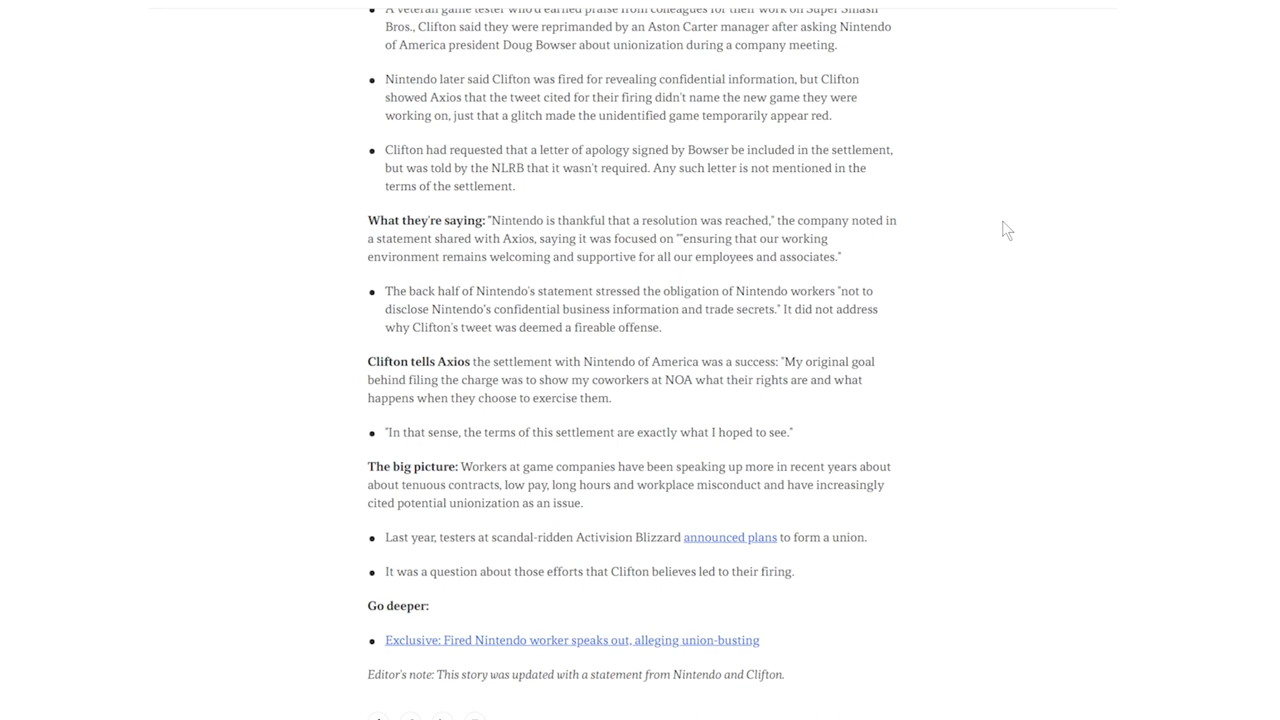 A veteran game tester who'd earned praise from colleagues for their work on Super Smash
Bros., Clifton said they were reprimanded by an Aston Carter manager after asking Nintendo
of America president Doug Bowser about unionization during a company meeting.
Nintendo later said Clifton was fired for revealing confidential information, but Clifton
showed Axios that the tweet cited for their firing didn't name the new game they were
working on, just that a glitch made the unidentified game temporarily appear red.
Clifton had requested that a letter of apology signed by Bowser be included in the settlement,
but was told by the NLRB that it wasn't required. Any such letter is not mentioned in the
terms of the settlement.
What they're saying: "Nintendo is thankful that a resolution was reached," the company noted in
a statement shared with Axios, saying it was focused on ""ensuring that our working
environment remains welcoming and supportive for all our employees and associates."
The back half of Nintendo's statement stressed the obligation of Nintendo workers "not to
disclose Nintendo's confidential business information and trade secrets." It did not address
why Clifton's tweet was deemed a fireable offense.
Clifton tells Axios the settlement with Nintendo of America was a success: "My original goal
behind filing the charge was to show my coworkers at NOA what their rights are and what
happens when they choose to exercise them.
"In that sense, the terms of this settlement are exactly what I hoped to see."
The big picture: Workers at game companies have been speaking up more in recent years about
about tenuous contracts, low pay, long hours and workplace misconduct and have increasingly
cited potential unionization as an issue.
Last year, testers at scandal-ridden Activision Blizzard announced plans to form a union.
It was a question about those efforts that Clifton believes led to their firing.
Go deeper:
Exclusive: Fired Nintendo worker speaks out, alleging union-busting
Editor's note: This story was updated with a statement from Nintendo and Clifton.